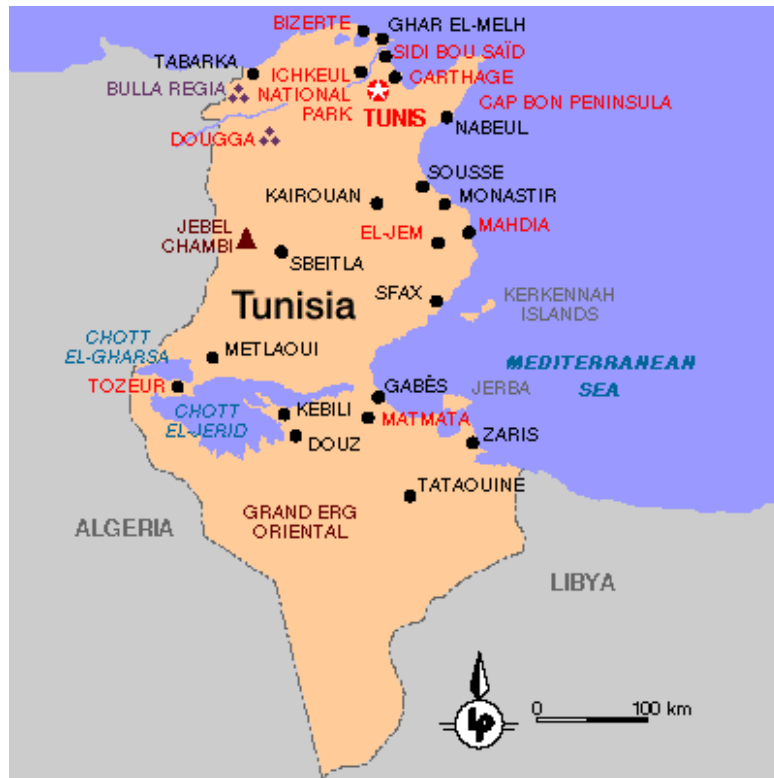 BIZERTE
GHAR EL-MELH
SIDI BOU SAÏD
TABARKA
ICHKEUL
NATIONAL
PARK
CARTHAGE
BULLA REGIA
TUNIS
CAP BON PENINSULA
NABEUL
DOUGGA
SOUSSE
KAIROUAN
MONASTIR
JEBEL
CHAMBI
EL-JEM
MAHDIA
SBEITLA
Tunisia
SFAX
KERKENNAH
ISLANDS
CHOTT
EL-GHARSA
METLAOUI
MEDITERRANEAN
SEA
TOZEUR
GABÈS
JERBA
CHOTT
EL-JERID
KEBILI
MATMATA
DOUZ
ZARIS
TATAOUINE
GRAND ERG
ORIENTAL
ALGERIA
LIBYA
LP
0 100 km